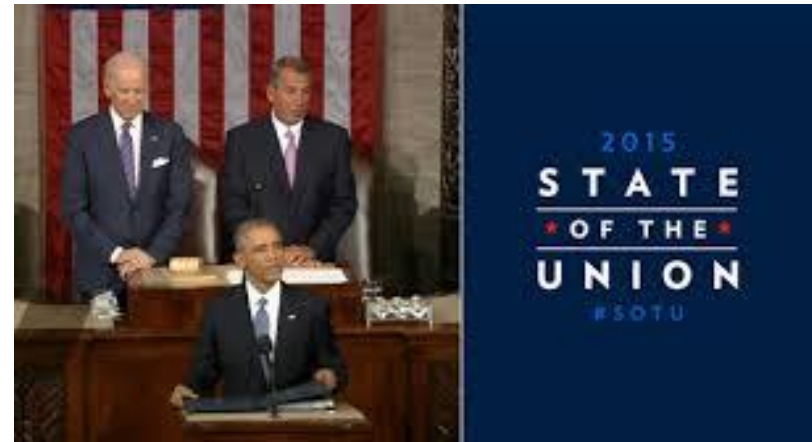 2015
STATE
OF THE
UNION
#SOTU